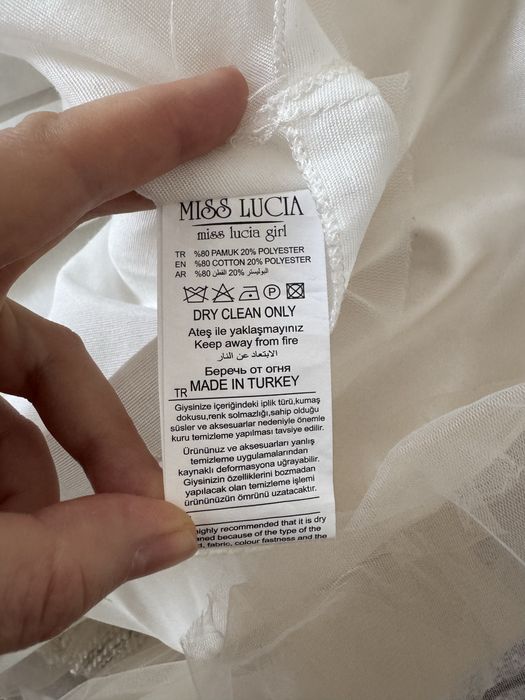 MISS LUCIA
miss lucia girl
TR %80 PAMUK 20% POLYESTER
EN %80 COTTON 20% POLYESTER
AR %80 القطن 20% البوليستر
P
DRY CLEAN ONLY
Ateş ile yaklaşmayınız
Keep away from fire
الابتعاد عن النار
Беречь от огня
TR MADE IN TURKEY
Giysinize içeriğindeki iplik türü,kumaş
dokusu,renk solmazlığı,sahip olduğu
süsler ve aksesuarlar nedeniyle önemle
kuru temizleme yapılması tavsiye edilir.
Ürününüz ve aksesuarları yanlış
temizleme uygulamalarından
kaynaklı deformasyona uğrayabilir.
Giysinizin özelliklerini bozmadan
yapılacak olan temizleme işlemi
ürününüzün ömrünü uzatacaktır.
highly recommended that it is dry
because of the type of the
fabric, colour fastness and the